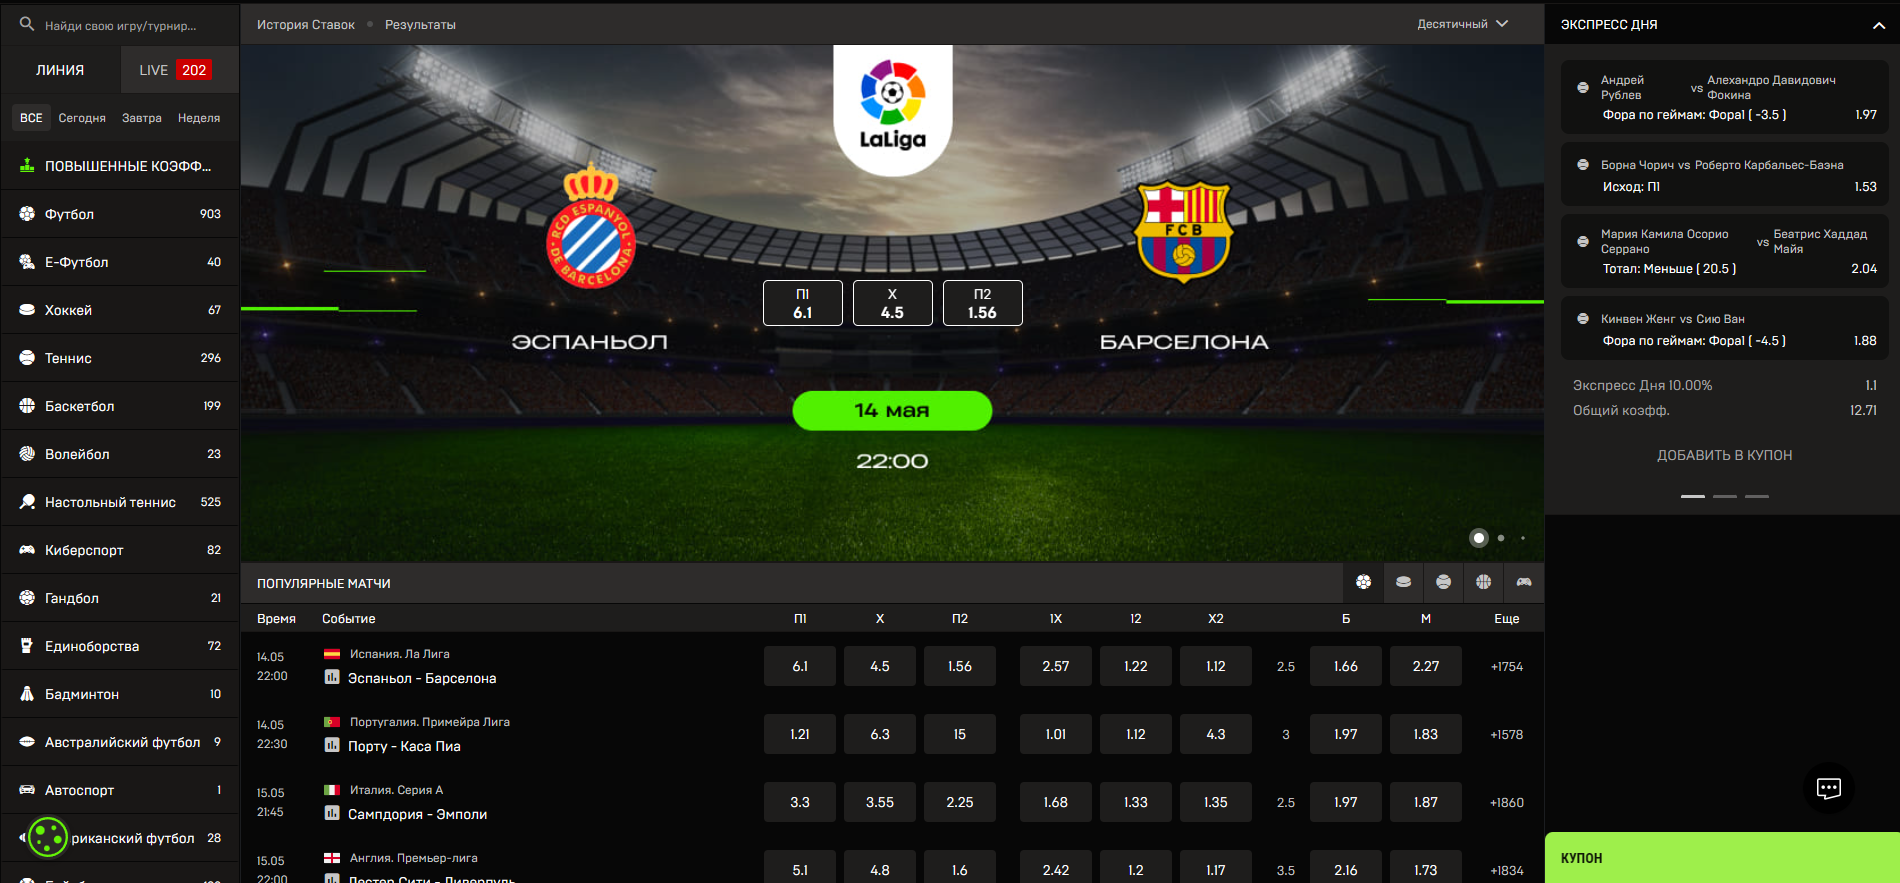 Найди свою игру/турнир...
ЛИНИЯ
LIVE 202
ВСЕ Сегодня Завтра Неделя
ПОВЫШЕННЫЕ КОЭФФ...
Футбол 903
Е-Футбол 40
Хоккей 67
Теннис 296
Баскетбол 199
Волейбол 23
Настольный теннис 525
Киберспорт 82
Гандбол 21
Единоборства 72
Бадминтон 10
Австралийский футбол 9
Автоспорт 1
риканский футбол 28
История Ставок Результаты
Десятичный
LaLiga
RCD ESPANYOL
DE BARCELONA
FCB
П1 X П2
6.1 4.5 1.56
ЭСПАНЬОЛ
БАРСЕЛОНА
14 мая
22:00
ПОПУЛЯРНЫЕ МАТЧИ
Время Событие П1 X П2 1X 12 X2 Б М Еще
14.05 Испания. Ла Лига
22:00 Эспаньол - Барселона 6.1 4.5 1.56 2.57 1.22 1.12 2.5 1.66 2.27 +1754
14.05 Португалия. Примейра Лига
22:30 Порту - Каса Пиа 1.21 6.3 15 1.01 1.12 4.3 3 1.97 1.83 +1578
15.05 Италия. Серия А
21:45 Сампдория - Эмполи 3.3 3.55 2.25 1.68 1.33 1.35 2.5 1.97 1.87 +1860
15.05 Англия. Премьер-лига
22:00 Лестер Сити - Ливерпуль 5.1 4.8 1.6 2.42 1.2 1.17 3.5 2.16 1.73 +1834
ЭКСПРЕСС ДНЯ
Андрей Рублев vs Алехандро Давидович Фокина
Фора по геймам: Фора1 ( -3.5 ) 1.97
Борна Чорич vs Роберто Карбальес-Баэна
Исход: П1 1.53
Мария Камила Осорио Серрано vs Беатрис Хаддад Майя
Тотал: Меньше ( 20.5 ) 2.04
Кинвен Женг vs Сию Ван
Фора по геймам: Фора1 ( -4.5 ) 1.88
Экспресс Дня 10.00% 1.1
Общий коэфф. 12.71
ДОБАВИТЬ В КУПОН
КУПОН